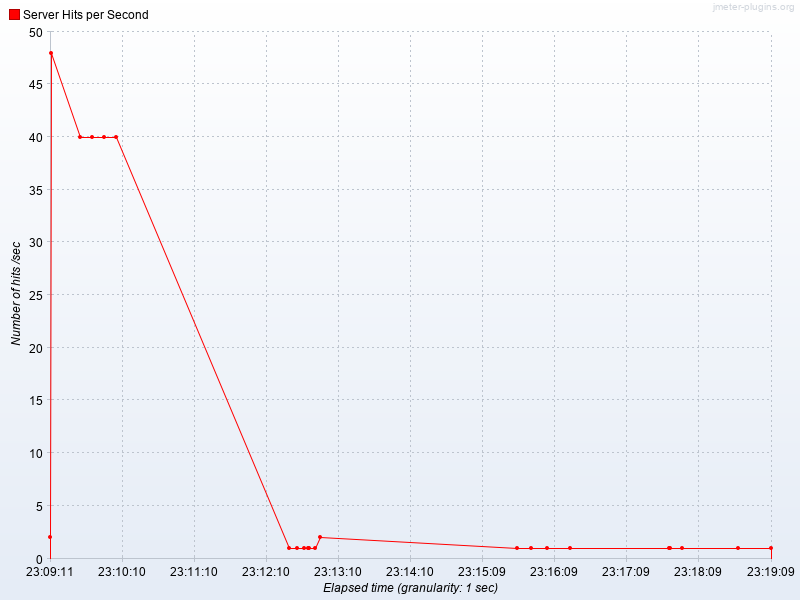 jmeter-plugins.org
Server Hits per Second
50
45
40
35
30
25
20
15
10
5
0
Number of hits /sec
23:09:11 23:10:10 23:11:10 23:12:10 23:13:10 23:14:10 23:15:09 23:16:09 23:17:09 23:18:09 23:19:09
Elapsed time (granularity: 1 sec)